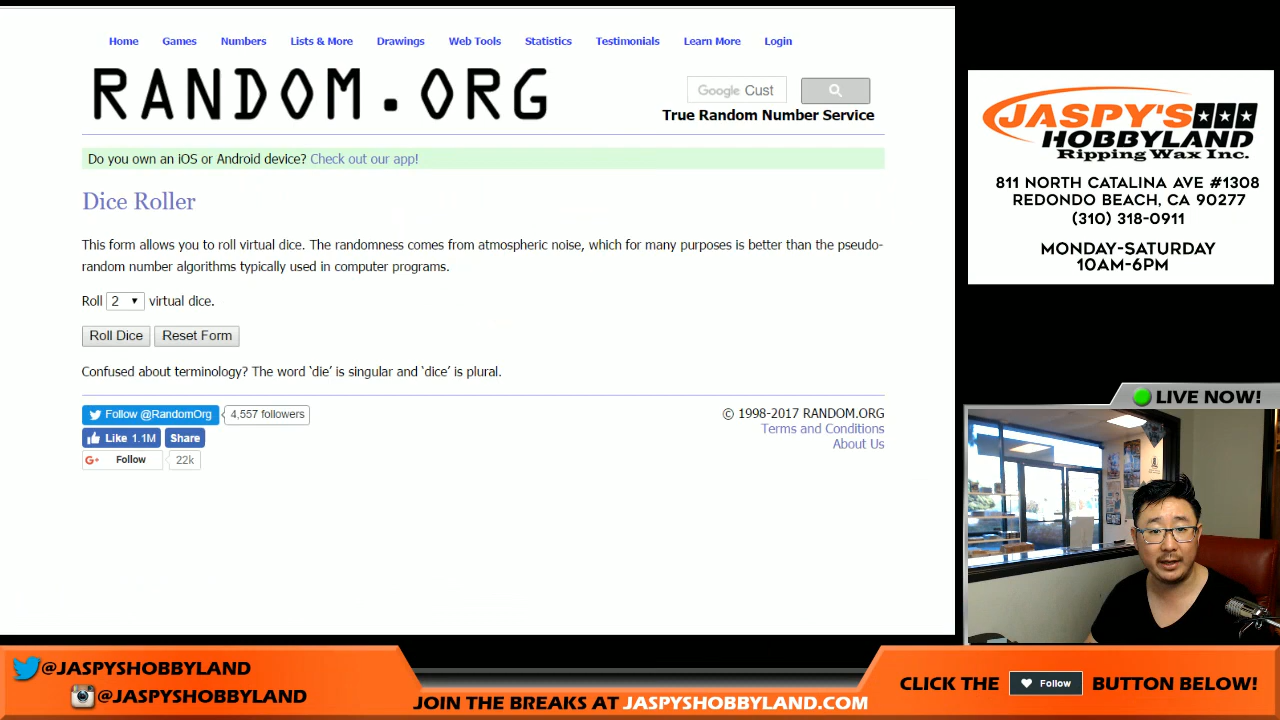 Home Games Numbers Lists & More Drawings Web Tools Statistics Testimonials Learn More Login
RANDOM.ORG
Google Cust
True Random Number Service
Do you own an iOS or Android device? Check out our app!
Dice Roller
This form allows you to roll virtual dice. The randomness comes from atmospheric noise, which for many purposes is better than the pseudo-
random number algorithms typically used in computer programs.
Roll 2 virtual dice.
Roll Dice Reset Form
Confused about terminology? The word ‘die’ is singular and ‘dice’ is plural.
Follow @RandomOrg 4,557 followers
Like 1.1M Share
Follow 22k
© 1998-2017 RANDOM.ORG
Terms and Conditions
About Us
JASPY'S
HOBBYLAND
Ripping Wax Inc.
811 NORTH CATALINA AVE #1308
REDONDO BEACH, CA 90277
(310) 318-0911
MONDAY-SATURDAY
10AM-6PM
LIVE NOW!
@JASPYSHOBBYLAND
@JASPYSHOBBYLAND
JOIN THE BREAKS AT JASPYSHOBBYLAND.COM
CLICK THE Follow BUTTON BELOW!